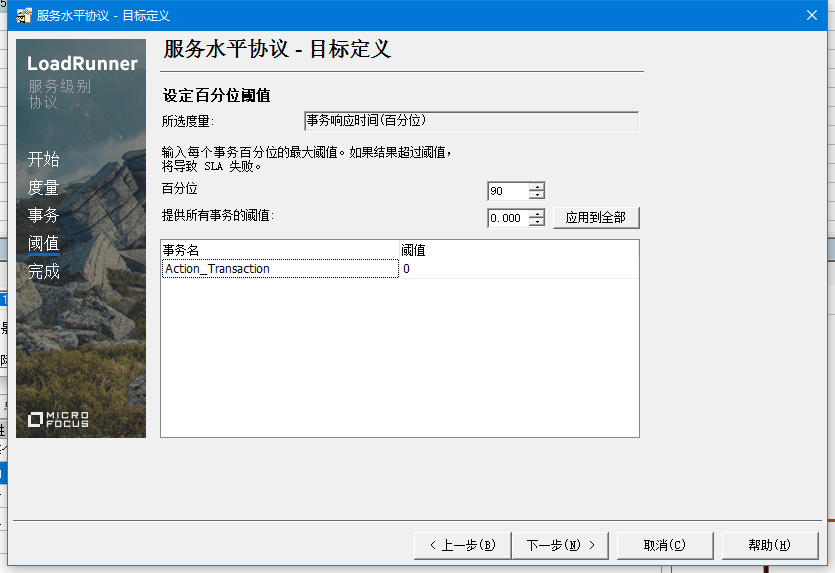 服务水平协议 - 目标定义
LoadRunner
服务级别
协议
开始
度量
事务
阈值
完成
MICRO
FOCUS
服务水平协议 - 目标定义
设定百分位阈值
所选度量:
事务响应时间(百分位)
输入每个事务百分位的最大阈值。如果结果超过阈值，
将导致 SLA 失败。
百分位
90
提供所有事务的阈值:
0.000
应用到全部
事务名 阈值
Action_Transaction 0
< 上一步(B)
下一步(N) >
取消(C)
帮助(H)